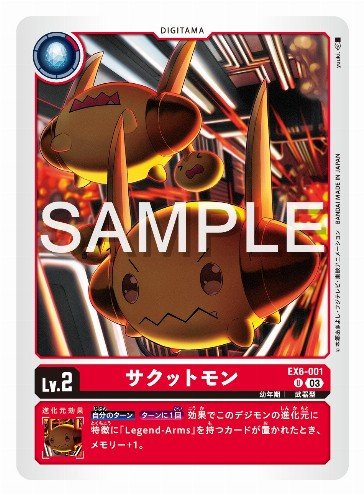 DIGITAMA
SAMPLE
サクットモン
EX6-001
U 03
Lv.2
幼年期 武器型
進化元効果
自分のターン ターンに1回 効果でこのデジモンの進化元に
特徴に「Legend-Arms」を持つカードが置かれたとき、
メモリー+1。
BANDAI MADE IN JAPAN